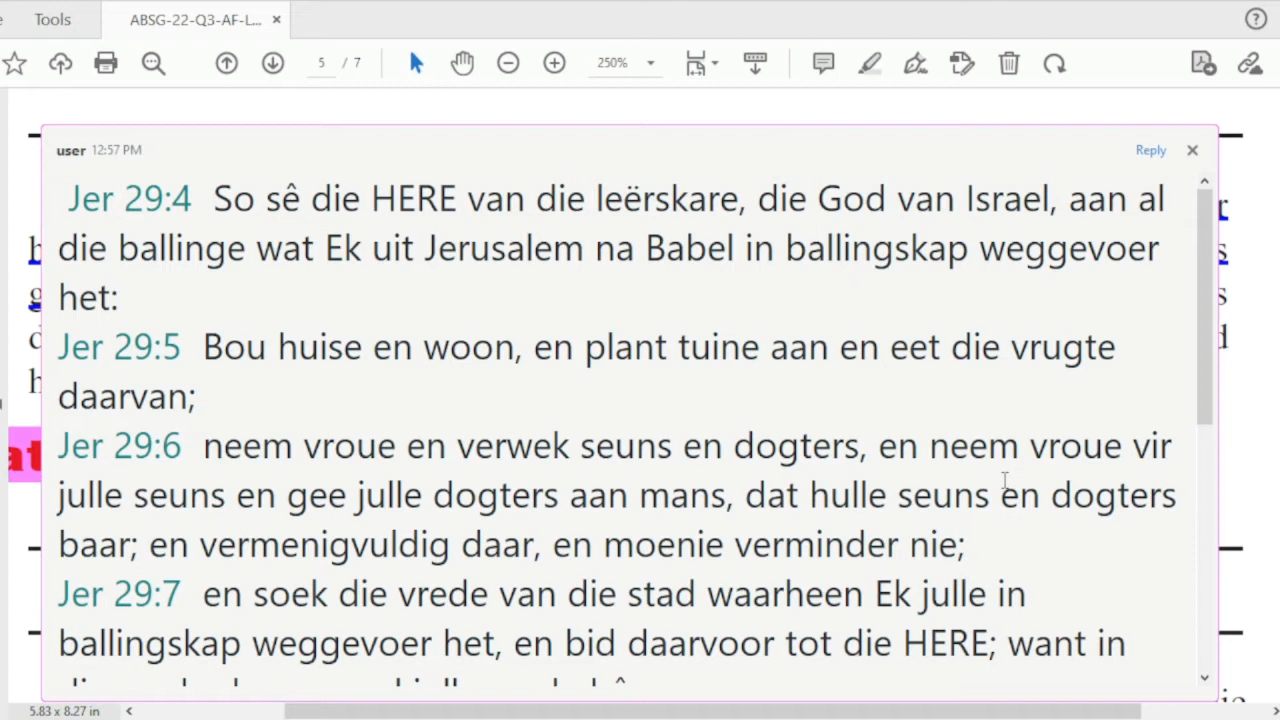 Tools
ABSG-22-Q3-AF-L...
5 / 7
250%
user 12:57 PM
Reply
Jer 29:4 So sê die HERE van die leërskare, die God van Israel, aan al
die ballinge wat Ek uit Jerusalem na Babel in ballingskap weggevoer
het:
Jer 29:5 Bou huise en woon, en plant tuine aan en eet die vrugte
daarvan;
Jer 29:6 neem vroue en verwek seuns en dogters, en neem vroue vir
julle seuns en gee julle dogters aan mans, dat hulle seuns en dogters
baar; en vermenigvuldig daar, en moenie verminder nie;
Jer 29:7 en soek die vrede van die stad waarheen Ek julle in
ballingskap weggevoer het, en bid daarvoor tot die HERE; want in
5.83 x 8.27 in